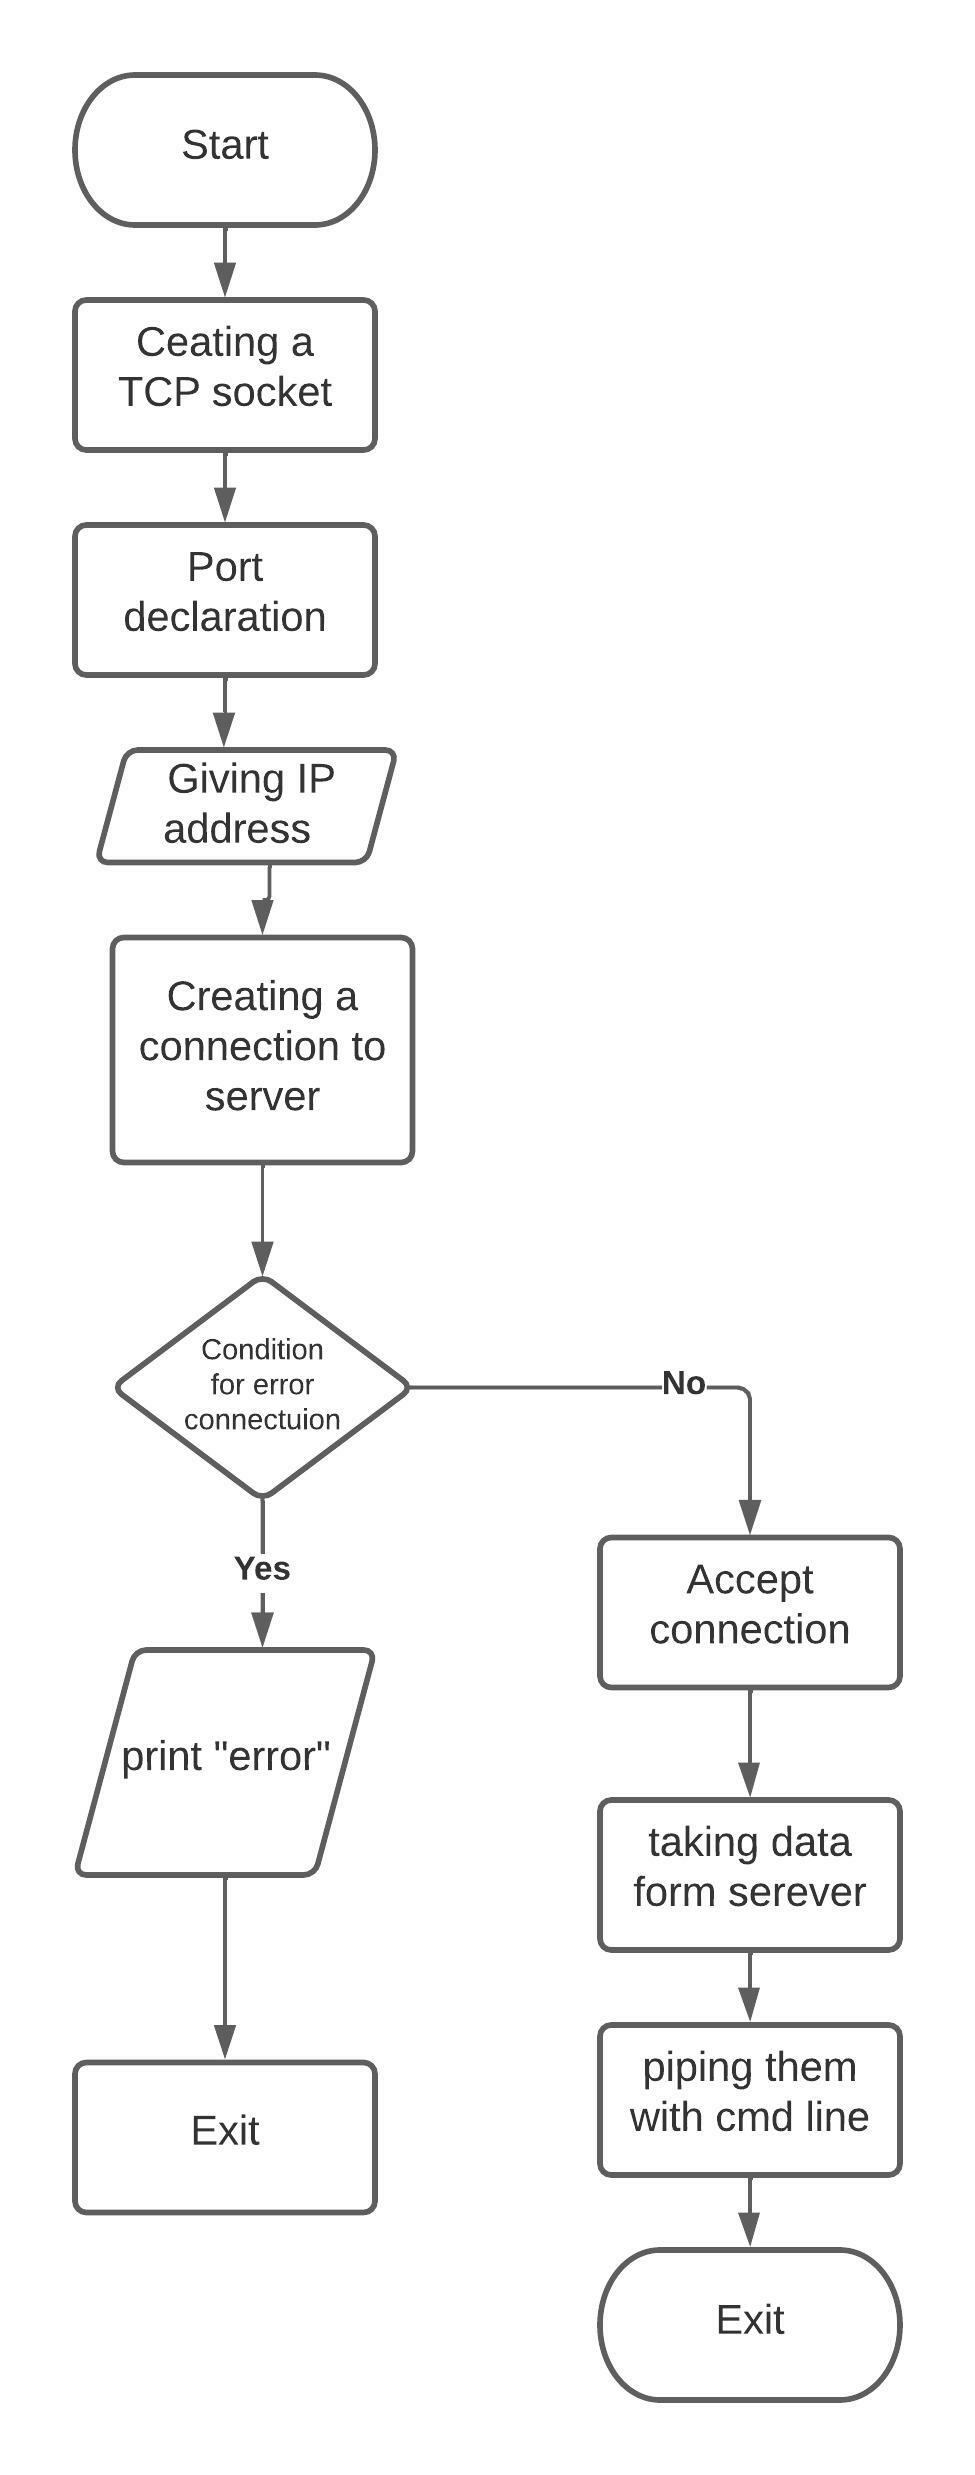 Start
Ceating a
TCP socket
Port
declaration
Giving IP
address
Creating a
connection to
server
Condition
for error
connectuion
No
Yes
print "error"
Exit
Accept
connection
taking data
form serever
piping them
with cmd line
Exit